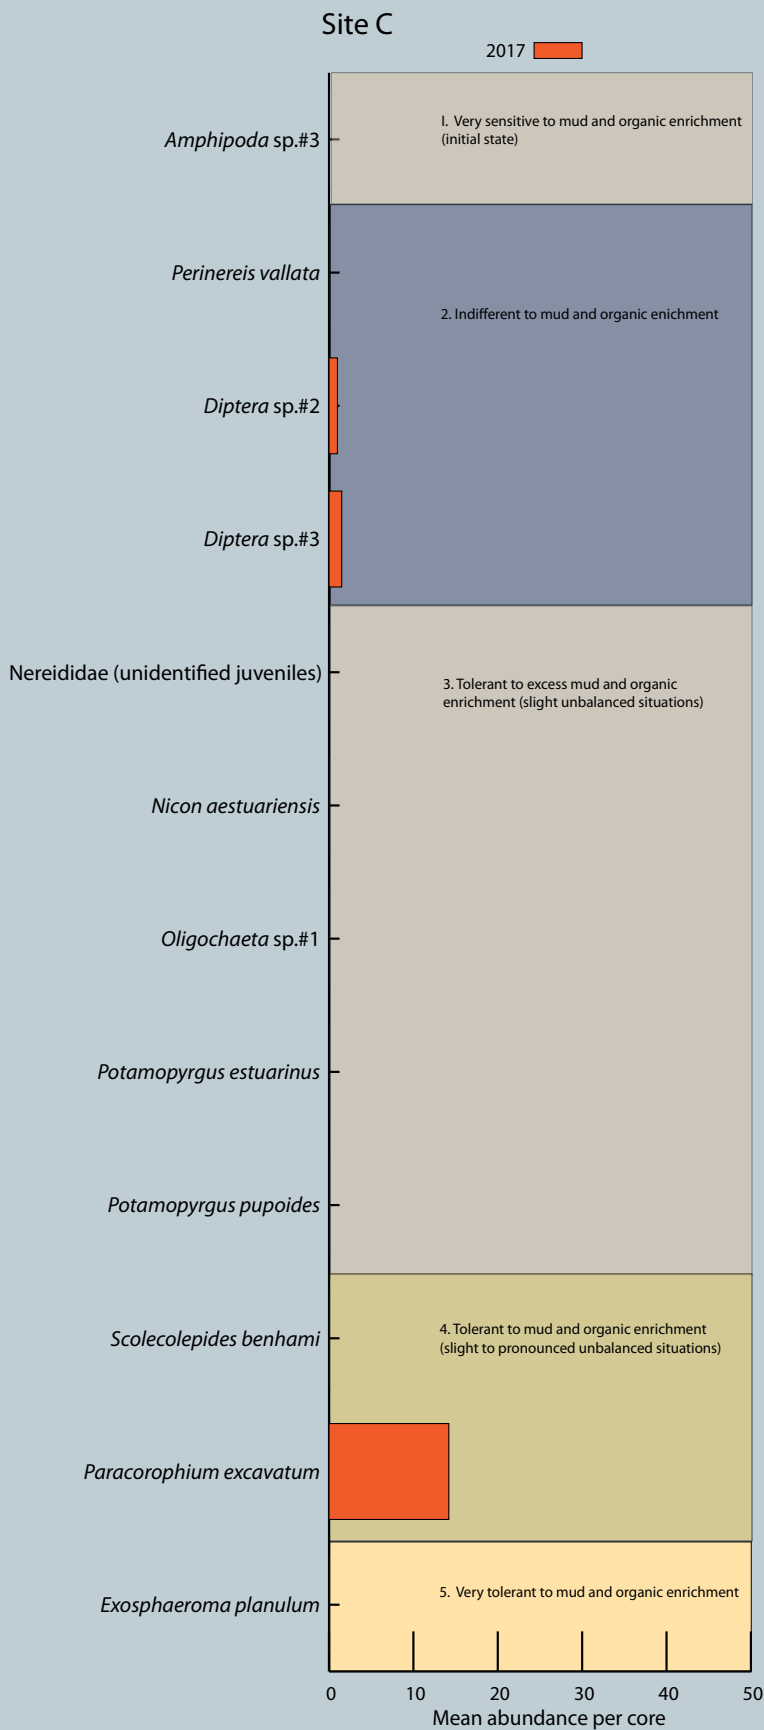 Site C
2017
I. Very sensitive to mud and organic enrichment
(initial state)
Amphipoda sp.#3
Perinereis vallata
2. Indifferent to mud and organic enichment
Diptera sp.#2
Diptera sp.#3
Nereididae (unidentified juveniles)
3. Tolerant to excess mud and organic
enrichment (slight unbalanced situations)
Nicon aestuariensis
Oligochaeta sp.#1
Potamopyrgus estuarinus
Potamopyrgus pupoides
Scolecolepides benhami
4. Tolerant to mud and organic enrichment
(slight to pronounced unbalanced situations)
Paracorophium excavatum
Exosphaeroma planulum
5. Very tolerant to mud and organic enrichment
0 10 20 30 40 50
Mean abundance per core